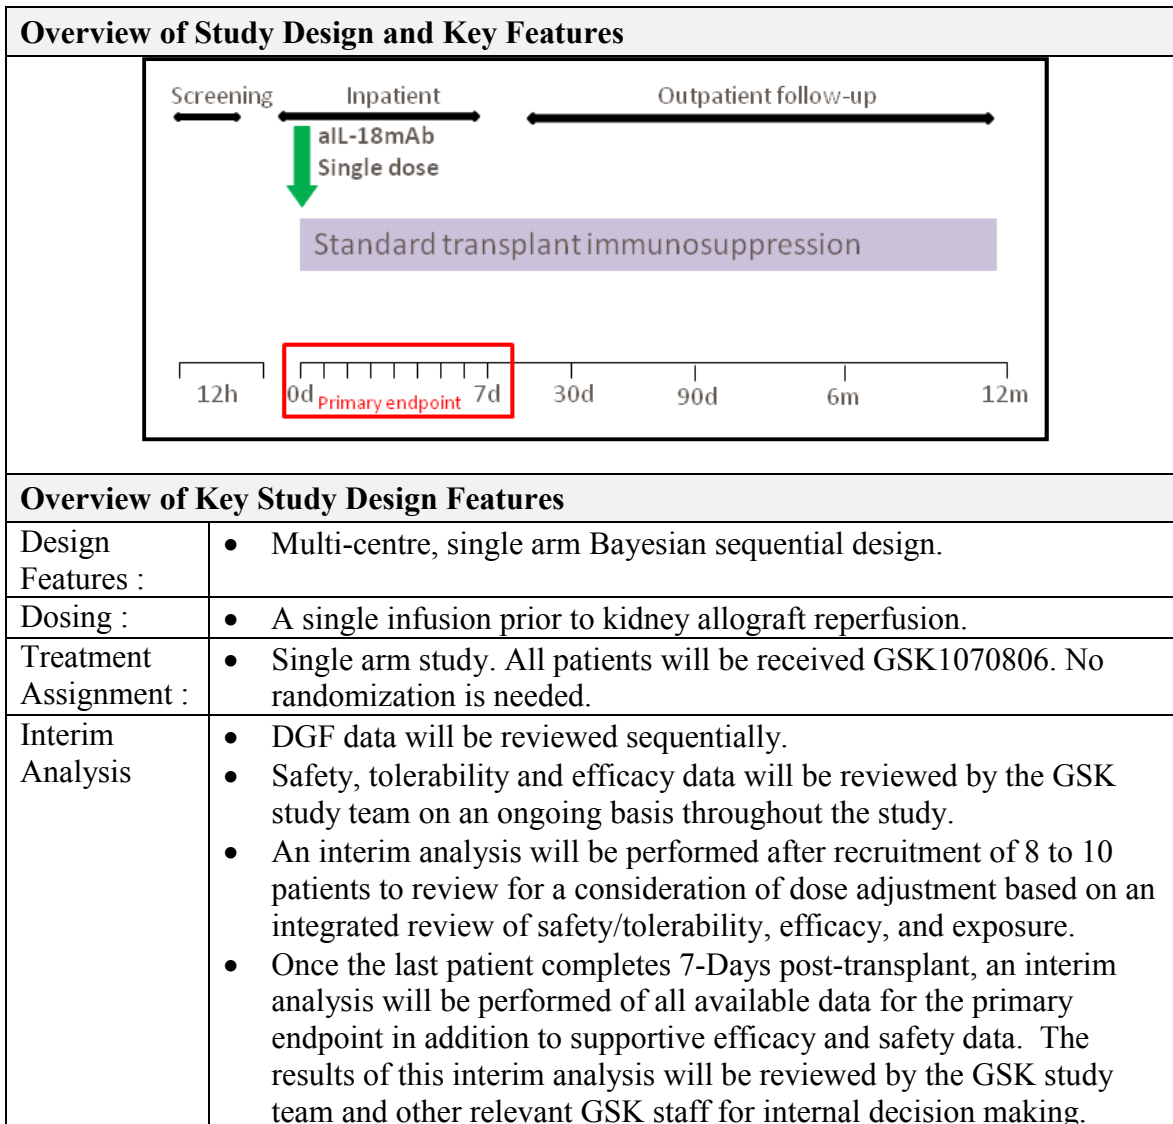 Overview of Study Design and Key Features
Screening Inpatient Outpatient follow-up
aIL-18mAb
Single dose
Standard transplant immunosuppression
12h 0d Primary endpoint 7d 30d 90d 6m 12m
Overview of Key Study Design Features
Design • Multi-centre, single arm Bayesian sequential design.
Features :
Dosing : • A single infusion prior to kidney allograft reperfusion.
Treatment • Single arm study. All patients will be received GSK1070806. No
Assignment : randomization is needed.
Interim • DGF data will be reviewed sequentially.
Analysis • Safety, tolerability and efficacy data will be reviewed by the GSK
study team on an ongoing basis throughout the study.
• An interim analysis will be performed after recruitment of 8 to 10
patients to review for a consideration of dose adjustment based on an
integrated review of safety/tolerability, efficacy, and exposure.
• Once the last patient completes 7-Days post-transplant, an interim
analysis will be performed of all available data for the primary
endpoint in addition to supportive efficacy and safety data. The
results of this interim analysis will be reviewed by the GSK study
team and other relevant GSK staff for internal decision making.